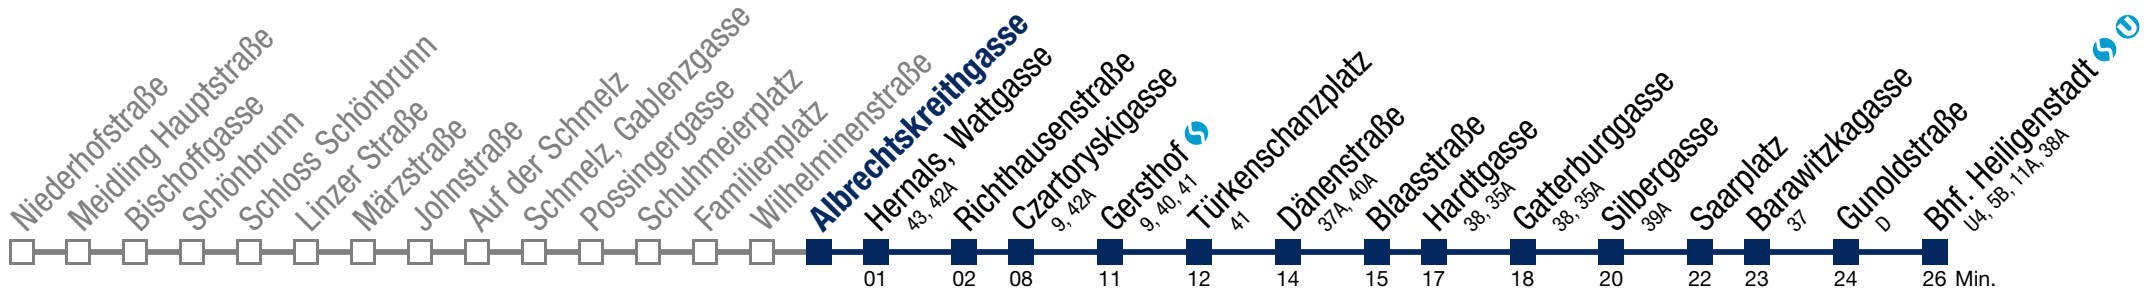 Niederhofstraße
Meidling Hauptstraße
Bischoffgasse
Schönbrunn
Schloss Schönbrunn
Linzer Straße
Märzstraße
Johnstraße
Auf der Schmelz
Schmelz, Gablenzgasse
Possingergasse
Schuhmeierplatz
Familienplatz
Wilhelminenstraße
Albrechtskreithgasse
Hernals, Wattgasse
43, 42A
Richthausenstraße
Czartoryskigasse
9, 42A
Gersthof S
9, 40, 41
Türkenschanzplatz
41
Dänenstraße
37A, 40A
Blaasstraße
Hardtgasse
38, 35A
Gatterburggasse
38, 35A
Silbergasse
39A
Saarplatz
Barawitzkagasse
37
Gunoldstraße
D
Bhf. Heiligenstadt S U
U4, 5B, 11A, 38A
01 02 08 11 12 14 15 17 18 20 22 23 24 26 Min.